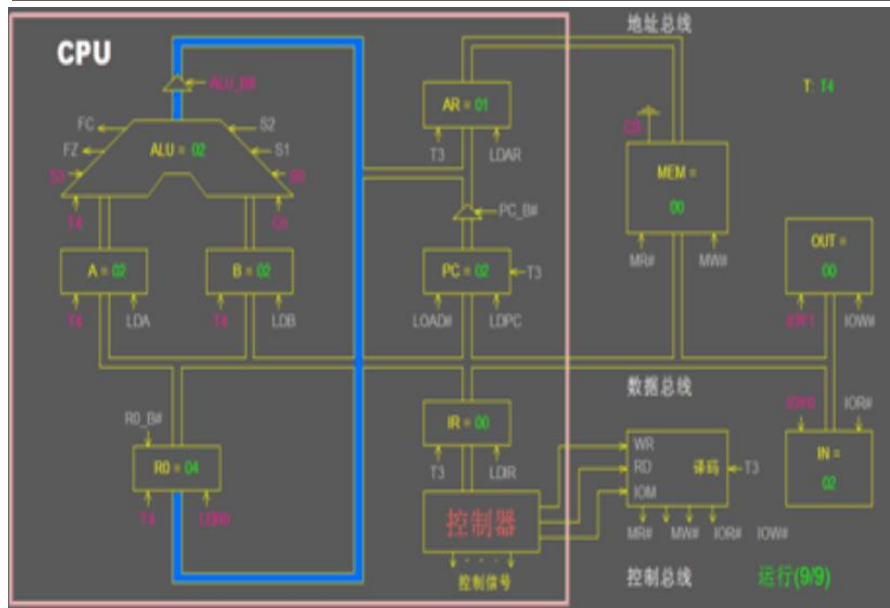 地址总线
CPU
T: T4
ALU_B#
AR = 01
FC
S2
T3
LDAR
CS
FZ
ALU = 02
S1
MEM =
00
S3
S0
T4
Cn
PC_B#
MR#
MW#
OUT =
00
A = 02
B = 02
PC = 02
T3
T4
LDA
T4
LDB
LOAD#
LDPC
IOW#
数据总线
R0_B#
IR = 00
IOR#
WR
R0 = 04
T3
LDIR
RD
译码
T3
IN =
02
IOM
T4
LDR0
控制器
MR#
MW#
IOR#
IOW#
控制信号
控制总线
运行(9/9)